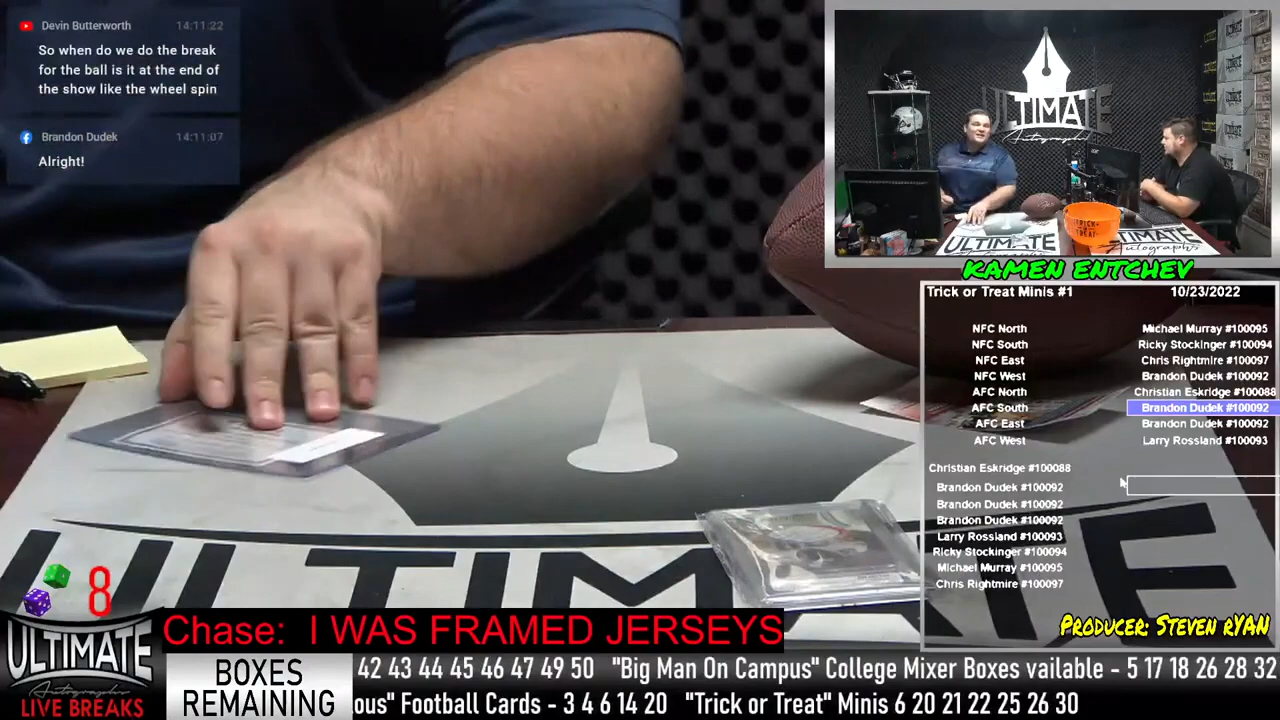 Devin Butterworth 14:11:22
So when do we do the break
for the ball is it at the end of
the show like the wheel spin
Brandon Dudek 14:11:07
Alright!
ULTIMATE
Autographs
TRICK
OR
TREAT
ULTIMATE
ULTIMATE
Autographs
KAMEN ENTCHEV
Trick or Treat Minis #1 10/23/2022
NFC North Michael Murray #100095
NFC South Ricky Stockinger #100094
NFC East Chris Rightmire #100097
NFC West Brandon Dudek #100092
AFC North Christian Eskridge #100088
AFC South Brandon Dudek #100092
AFC East Brandon Dudek #100092
AFC West Larry Rossland #100093
Christian Eskridge #100088
Brandon Dudek #100092
Brandon Dudek #100092
Brandon Dudek #100092
Larry Rossland #100093
Ricky Stockinger #100094
Michael Murray #100095
Chris Rightmire #100097
PRODUCER: STEVEN RYAN
ULTIMATE
8
Chase: I WAS FRAMED JERSEYS
ULTIMATE
Autographs
LIVE BREAKS
BOXES
REMAINING
42 43 44 45 46 47 49 50 "Big Man On Campus" College Mixer Boxes vailable - 5 17 18 26 28 32
ous" Football Cards - 3 4 6 14 20 "Trick or Treat" Minis 6 20 21 22 25 26 30